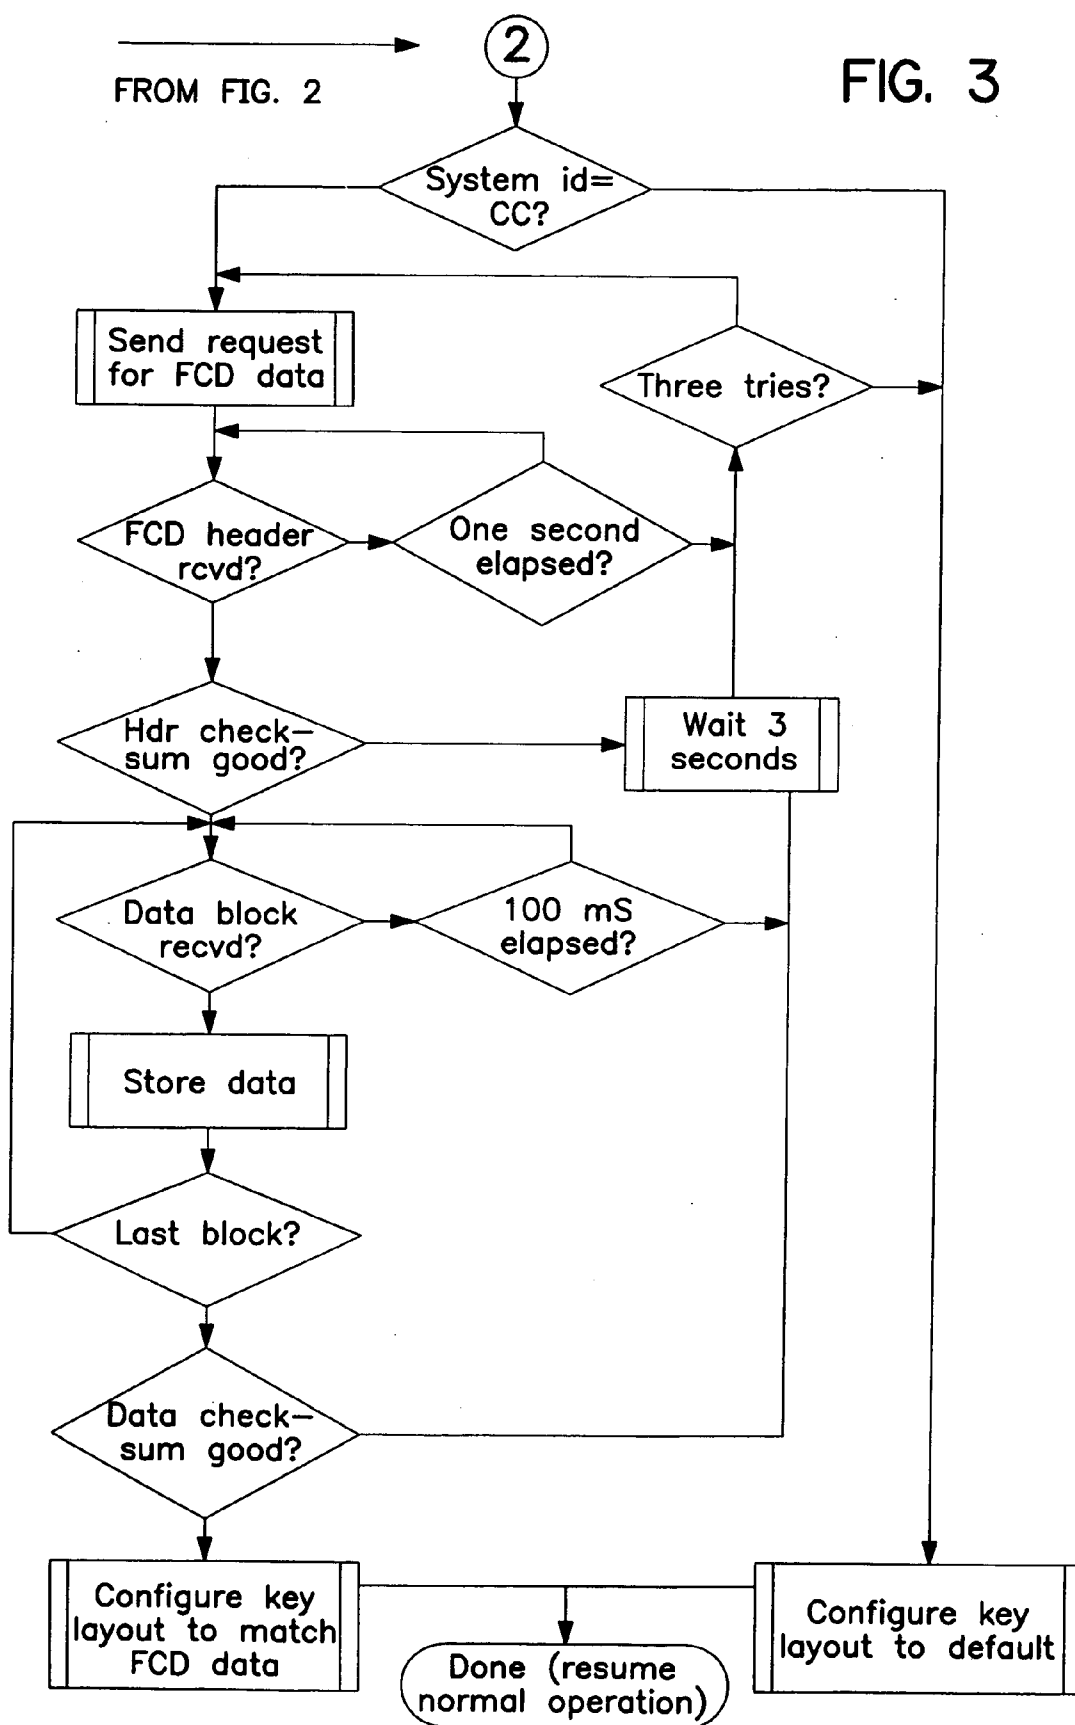 2
FROM FIG. 2
FIG. 3
System id=
CC?
Send request
for FCD data
Three tries?
FCD header
rcvd?
One second
elapsed?
Hdr check-
sum good?
Wait 3
seconds
Data block
recvd?
100 mS
elapsed?
Store data
Last block?
Data check-
sum good?
Configure key
layout to match
FCD data
Configure key
layout to default
Done (resume
normal operation)